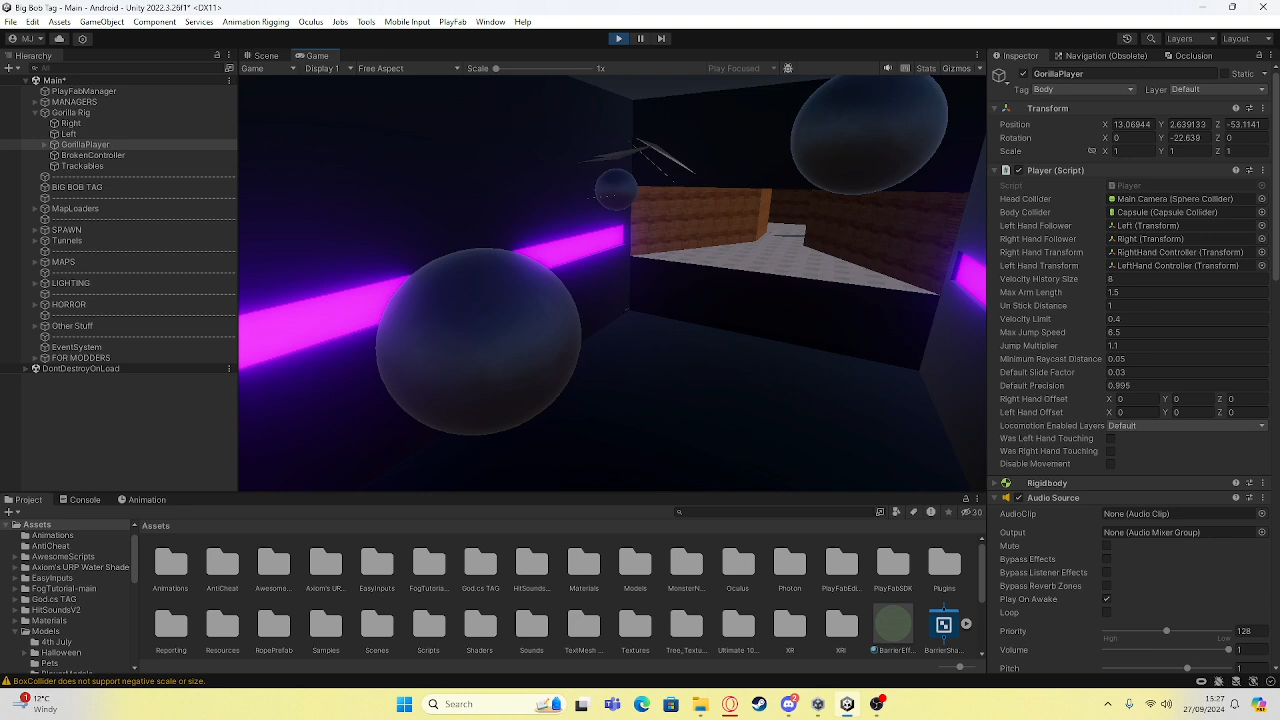 Big Bob Tag - Main - Android - Unity 2022.3.26f1* <DX11>
File Edit Assets GameObject Component Services Animation Rigging Oculus Jobs Tools Mobile Input PlayFab Window Help
MJ Layers Layout
Hierarchy Scene Game Inspector Navigation (Obsolete) Occlusion
All Game Display 1 Free Aspect Scale 1x Play Focused Stats Gizmos
GorillaPlayer Static
Tag Body Layer Default
Main*
PlayFabManager
MANAGERS
Gorilla Rig
Right
Left
GorillaPlayer
BrokenController
Trackables
BIG BOB TAG
MapLoaders
SPAWN
Tunnels
MAPS
LIGHTING
HORROR
Other Stuff
EventSystem
FOR MODDERS
DontDestroyOnLoad
Transform
Position X 13.06944 Y 2.639133 Z -53.1141
Rotation X 0 Y -22.639 Z 0
Scale X 1 Y 1 Z 1
Player (Script)
Script Player
Head Collider Main Camera (Sphere Collider)
Body Collider Capsule (Capsule Collider)
Left Hand Follower Left (Transform)
Right Hand Follower Right (Transform)
Right Hand Transform RightHand Controller (Transform)
Left Hand Transform LeftHand Controller (Transform)
Velocity History Size 8
Max Arm Length 1.5
Un Stick Distance 1
Velocity Limit 0.4
Max Jump Speed 6.5
Jump Multiplier 1.1
Minimum Raycast Distance 0.05
Default Slide Factor 0.03
Default Precision 0.995
Right Hand Offset X 0 Y 0 Z 0
Left Hand Offset X 0 Y 0 Z 0
Locomotion Enabled Layers Default
Was Left Hand Touching
Was Right Hand Touching
Disable Movement
Rigidbody
Audio Source
AudioClip None (Audio Clip)
Output None (Audio Mixer Group)
Mute
Bypass Effects
Bypass Listener Effects
Bypass Reverb Zones
Play On Awake
Loop
Priority 128
High Low
Volume 1
Pitch 1
Project Console Animation
30
Assets
Animations
AntiCheat
AwesomeScripts
Axiom's URP Water Shade
EasyInputs
FogTutorial-main
God.cs TAG
HitSoundsV2
Materials
Models
4th July
Halloween
Pets
Assets
Animations AntiCheat Awesome... Axiom's UR... EasyInputs FogTutoria... God.cs TAG HitSounds... Materials Models MonsterN... Oculus Photon PlayFabEdi... PlayFabSDK Plugins
Reporting Resources RopePrefab Samples Scenes Scripts Shaders Sounds TextMesh ... Textures Tree_Textu... Ultimate 10... XR XRI BarrierEff... BarrierSha...
BoxCollider does not support negative scale or size.
1 12°C
Windy
Search
2
15:27
27/09/2024